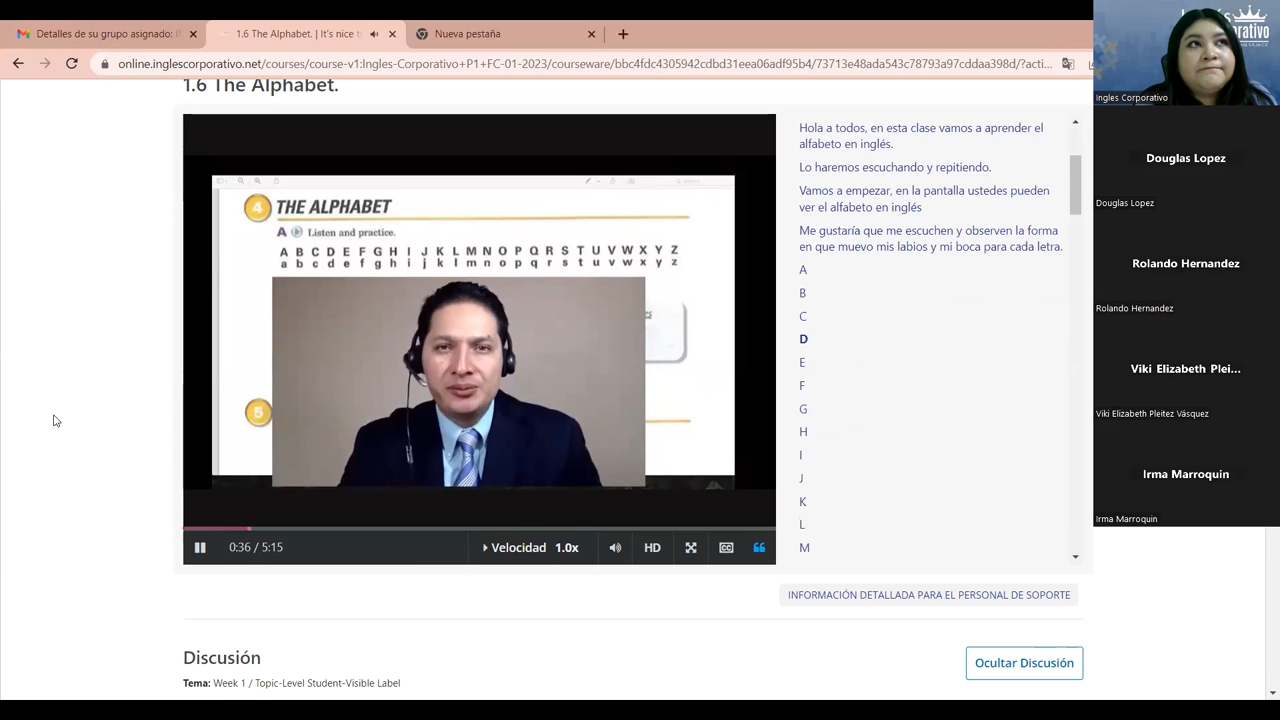 Detalles de su grupo asignado: I
1.6 The Alphabet. | It's nice t
Nueva pestaña
online.inglescorporativo.net/courses/course-v1:Ingles-Corporativo+P1+FC-01-2023/courseware/bbc4fdc4305942cdbd31eea06adf95b4/73713e48ada543c78793a97cddaa398d/?acti...
1.6 The Alphabet.
4 THE ALPHABET
A Listen and practice.
A B C D E F G H I J K L M N O P Q R S T U V W X Y Z
a b c d e f g h i j k l m n o p q r s t u v w x y z
5
0:36 / 5:15
Velocidad 1.0x
HD
Hola a todos, en esta clase vamos a aprender el
alfabeto en inglés.
Lo haremos escuchando y repitiendo.
Vamos a empezar, en la pantalla ustedes pueden
ver el alfabeto en inglés
Me gustaría que me escuchen y observen la forma
en que muevo mis labios y mi boca para cada letra.
A
B
C
D
E
F
G
H
I
J
K
L
M
INFORMACIÓN DETALLADA PARA EL PERSONAL DE SOPORTE
Discusión
Ocultar Discusión
Tema: Week 1 / Topic-Level Student-Visible Label
Ingles Corporativo
Douglas Lopez
Douglas Lopez
Rolando Hernandez
Rolando Hernandez
Viki Elizabeth Plei...
Viki Elizabeth Pleitez Vásquez
Irma Marroquin
Irma Marroquin